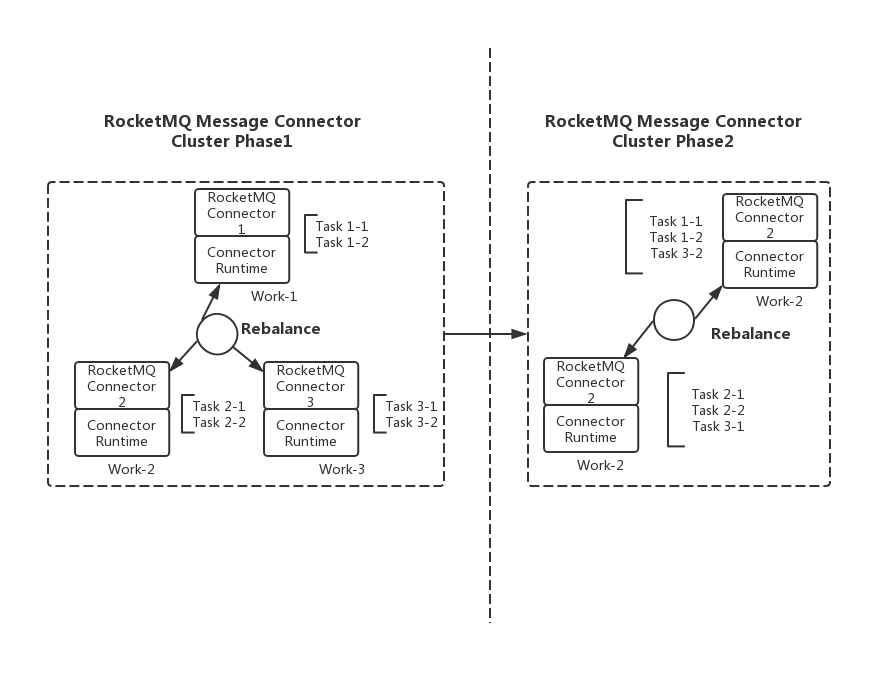 RocketMQ Message Connector
Cluster Phase1
RocketMQ
Connector
1
Connector
Runtime
Task 1-1
Task 1-2
Work-1
Rebalance
RocketMQ
Connector
2
Connector
Runtime
Task 2-1
Task 2-2
Work-2
RocketMQ
Connector
3
Connector
Runtime
Task 3-1
Task 3-2
Work-3
RocketMQ Message Connector
Cluster Phase2
Task 1-1
Task 1-2
Task 3-2
RocketMQ
Connector
2
Connector
Runtime
Work-2
Rebalance
RocketMQ
Connector
2
Connector
Runtime
Task 2-1
Task 2-2
Task 3-1
Work-2